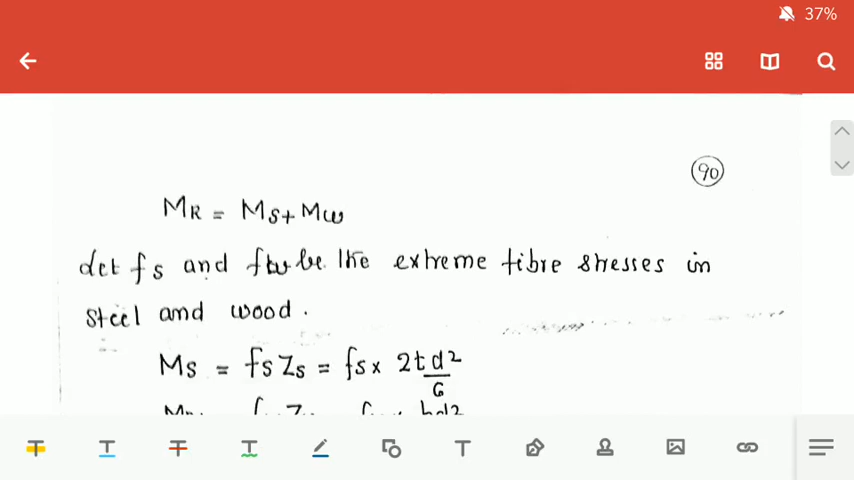 37%
90
MR = Ms + Mw
det fs and fw be the extreme fibre stresses in
steel and wood.
Ms = fs Zs = fs x 2td²/6